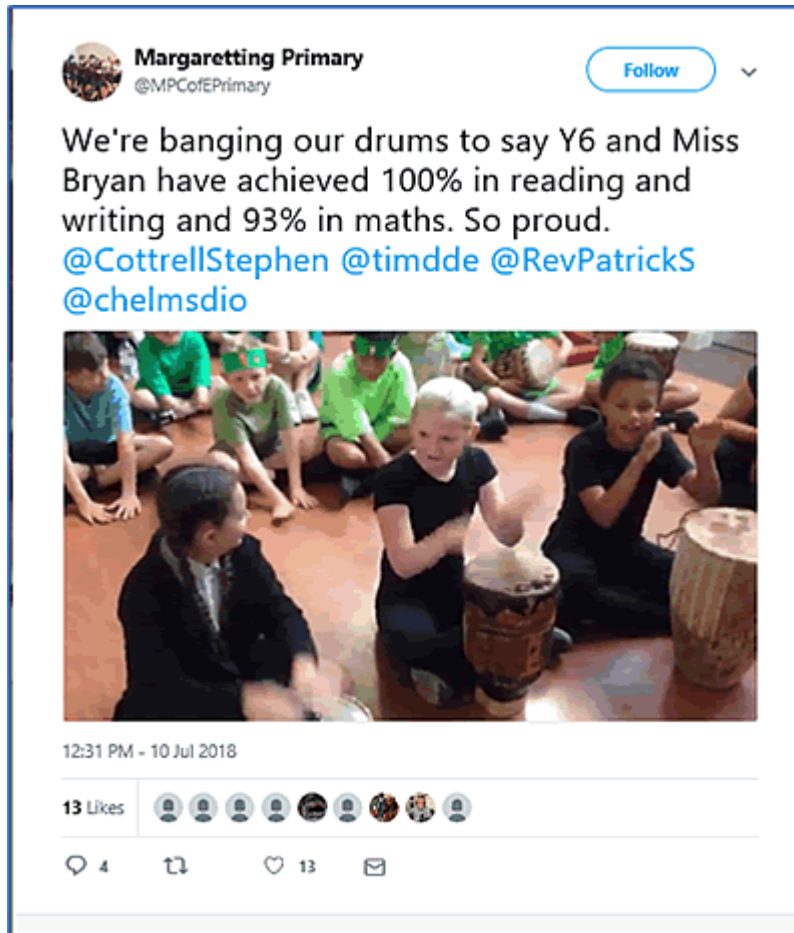 Margaretting Primary
@MPCofEPrimary
Follow
We're banging our drums to say Y6 and Miss
Bryan have achieved 100% in reading and
writing and 93% in maths. So proud.
@CottrellStephen @timdde @RevPatrickS
@chelmsdio
12:31 PM - 10 Jul 2018
13 Likes
4 13